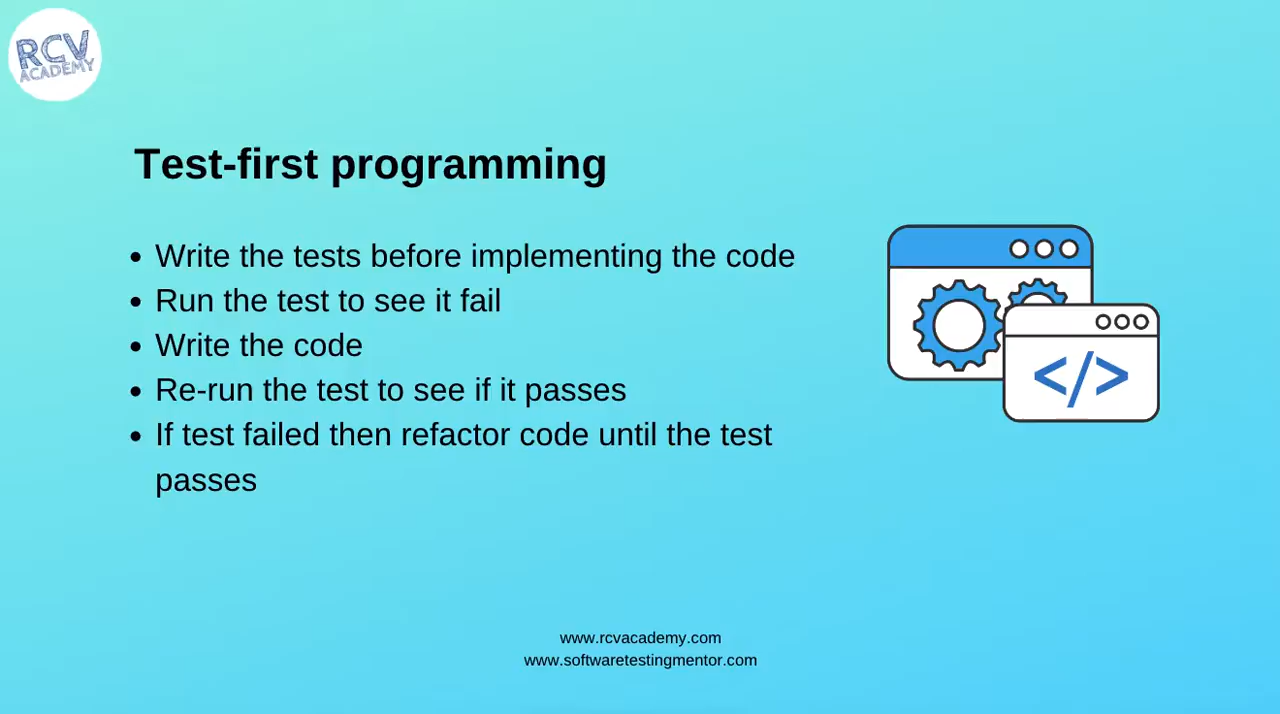 RCV
ACADEMY
Test-first programming
• Write the tests before implementing the code
• Run the test to see it fail
• Write the code
• Re-run the test to see if it passes
• If test failed then refactor code until the test
passes
</>
www.rcvacademy.com
www.softwaretestingmentor.com